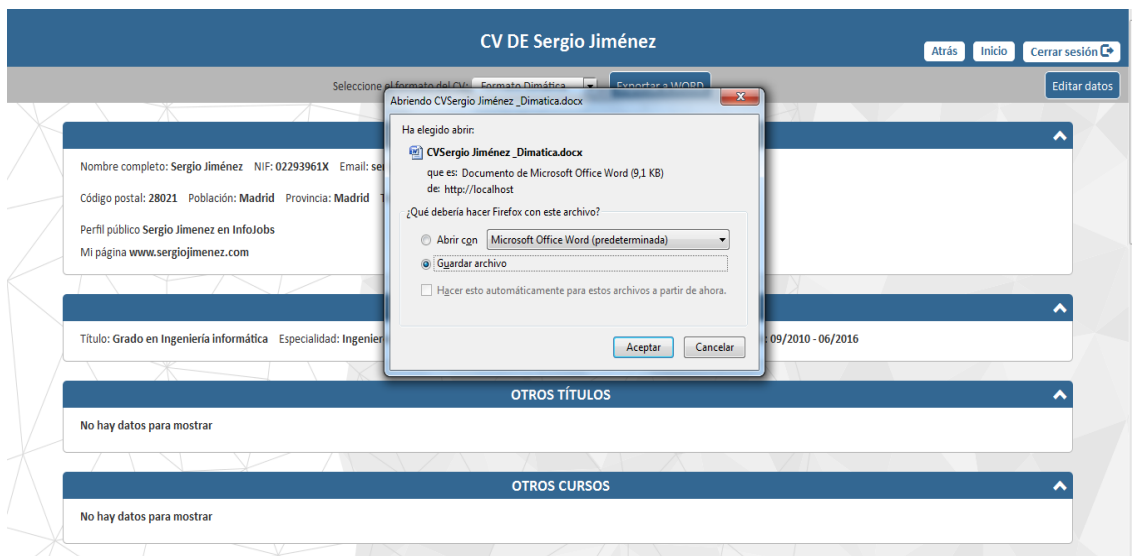 CV DE Sergio Jiménez
Atrás Inicio Cerrar sesión
Seleccione el formato del CV: Formato Dimática Exportar a WORD Editar datos
Abriendo CVSergio Jiménez _Dimatica.docx
Ha elegido abrir:
CVSergio Jiménez _Dimatica.docx
que es: Documento de Microsoft Office Word (9,1 KB)
de: http://localhost
¿Qué debería hacer Firefox con este archivo?
Abrir con Microsoft Office Word (predeterminada)
Guardar archivo
Hacer esto automáticamente para estos archivos a partir de ahora.
Aceptar Cancelar
Nombre completo: Sergio Jiménez NIF: 02293961X Email:
Código postal: 28021 Población: Madrid Provincia: Madrid
Perfil público Sergio Jimenez en InfoJobs
Mi página www.sergiojimenez.com
Título: Grado en Ingeniería informática Especialidad: 09/2010 - 06/2016
OTROS TÍTULOS
No hay datos para mostrar
OTROS CURSOS
No hay datos para mostrar